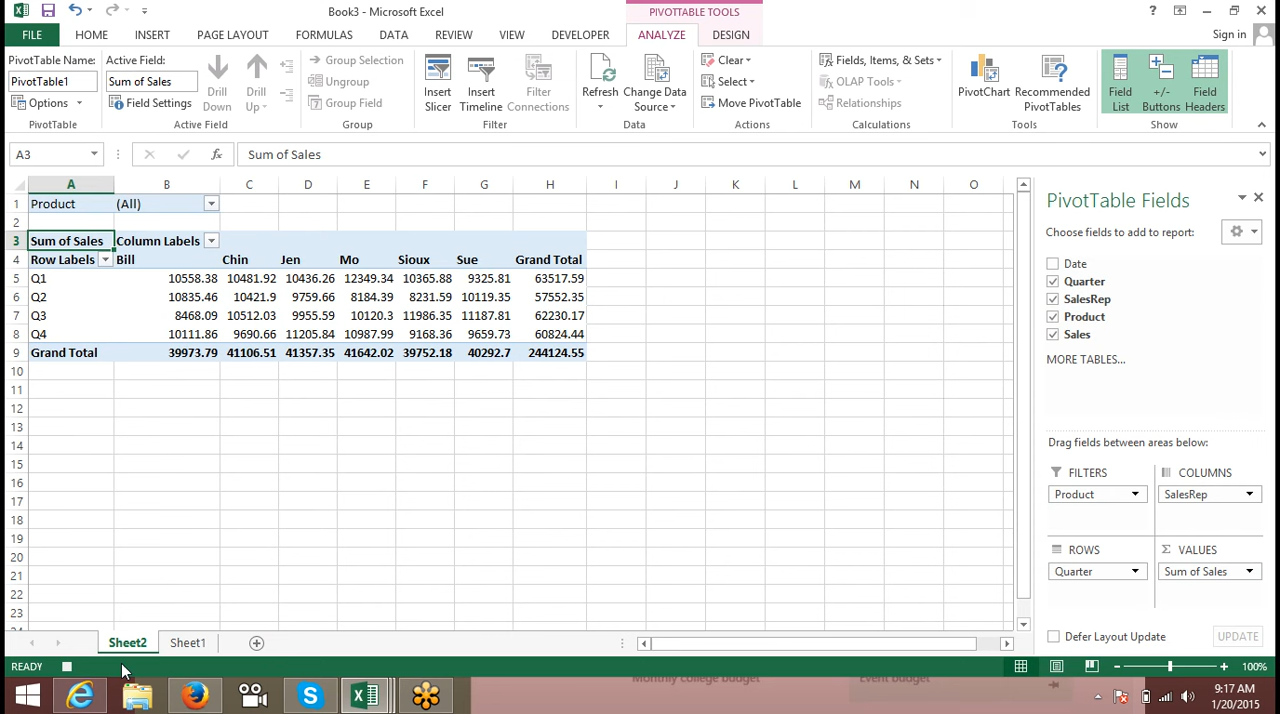 Book3 - Microsoft Excel
PIVOTTABLE TOOLS
?
FILE HOME INSERT PAGE LAYOUT FORMULAS DATA REVIEW VIEW DEVELOPER ANALYZE DESIGN Sign in
PivotTable Name:
PivotTable1
Options
PivotTable
Active Field:
Sum of Sales
Field Settings
Drill Down
Drill Up
Active Field
Group Selection
Ungroup
Group Field
Group
Insert Slicer
Insert Timeline
Filter Connections
Filter
Refresh
Change Data Source
Data
Clear
Select
Move PivotTable
Actions
Fields, Items, & Sets
OLAP Tools
Relationships
Calculations
PivotChart
Recommended PivotTables
Tools
Field List
+/- Buttons
Field Headers
Show
A3 fx Sum of Sales
A B C D E F G H I J K L M N O
1 Product (All)
2
3 Sum of Sales Column Labels
4 Row Labels Bill Chin Jen Mo Sioux Sue Grand Total
5 Q1 10558.38 10481.92 10436.26 12349.34 10365.88 9325.81 63517.59
6 Q2 10835.46 10421.9 9759.66 8184.39 8231.59 10119.35 57552.35
7 Q3 8468.09 10512.03 9955.59 10120.3 11986.35 11187.81 62230.17
8 Q4 10111.86 9690.66 11205.84 10987.99 9168.36 9659.73 60824.44
9 Grand Total 39973.79 41106.51 41357.35 41642.02 39752.18 40292.7 244124.55
10
11
12
13
14
15
16
17
18
19
20
21
22
23
PivotTable Fields
Choose fields to add to report:
Date
Quarter
SalesRep
Product
Sales
MORE TABLES...
Drag fields between areas below:
FILTERS
Product
COLUMNS
SalesRep
ROWS
Quarter
Σ VALUES
Sum of Sales
Defer Layout Update UPDATE
Sheet2 Sheet1
READY
100%
Monthly college budget
Event budget
9:17 AM
1/20/2015